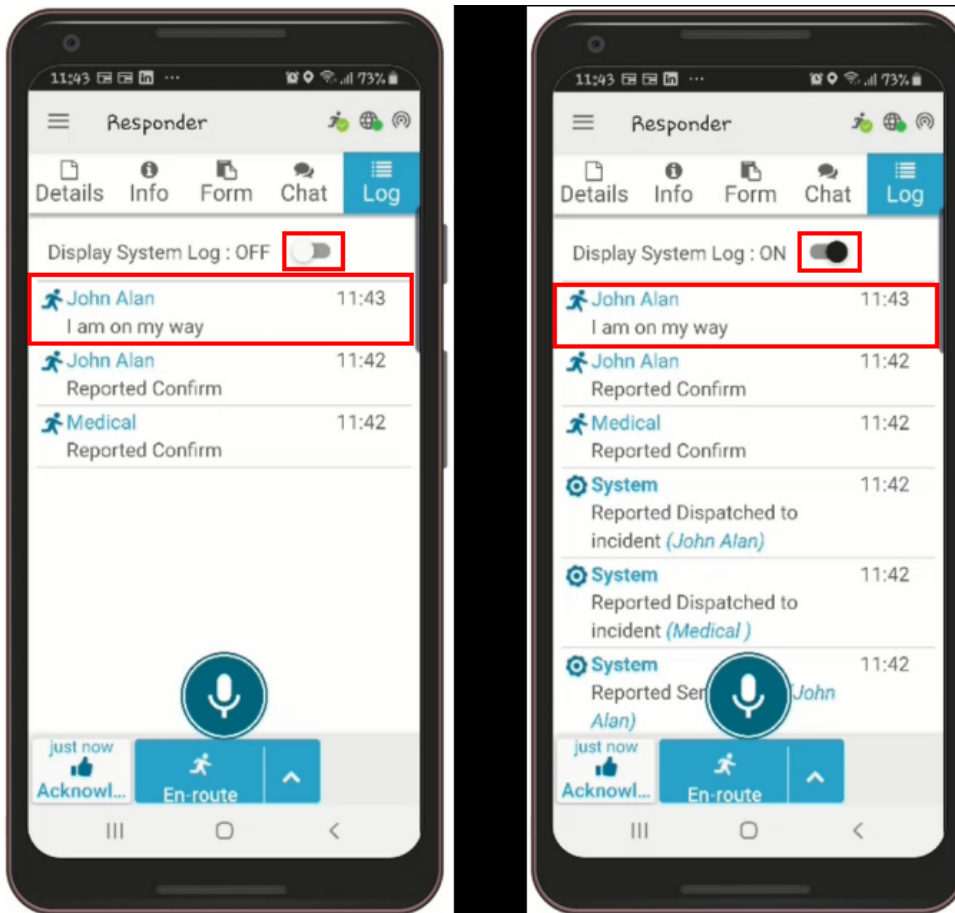 11:43 in ... 73%
Responder
Details Info Form Chat Log
Display System Log : OFF
John Alan 11:43
I am on my way
John Alan 11:42
Reported Confirm
Medical 11:42
Reported Confirm
just now
Acknowl...
En-route
11:43 in ... 73%
Responder
Details Info Form Chat Log
Display System Log : ON
John Alan 11:43
I am on my way
John Alan 11:42
Reported Confirm
Medical 11:42
Reported Confirm
System 11:42
Reported Dispatched to
incident (John Alan)
System 11:42
Reported Dispatched to
incident (Medical )
System 11:42
Reported (John
Alan)
just now
Acknowl...
En-route